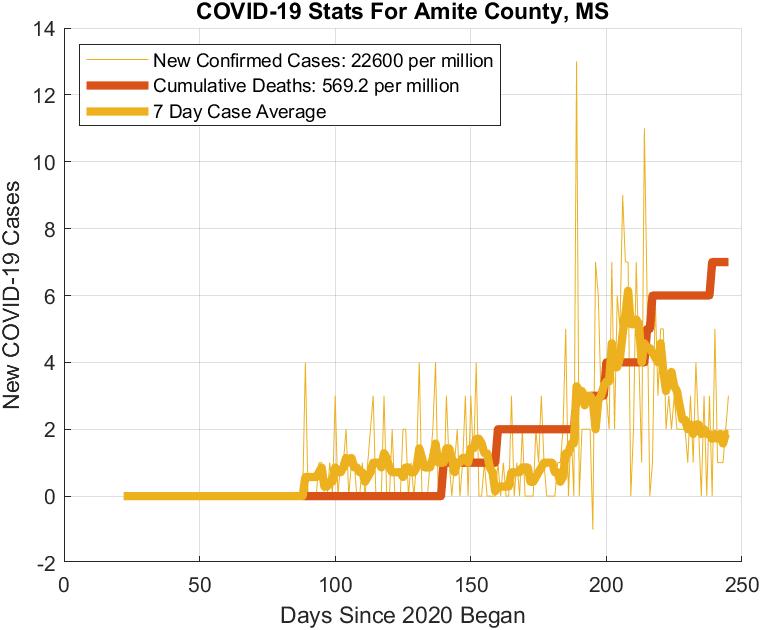 COVID-19 Stats For Amite County, MS
New Confirmed Cases: 22600 per million
Cumulative Deaths: 569.2 per million
7 Day Case Average
New COVID-19 Cases
14
12
10
8
6
4
2
0
-2
0 50 100 150 200 250
Days Since 2020 Began